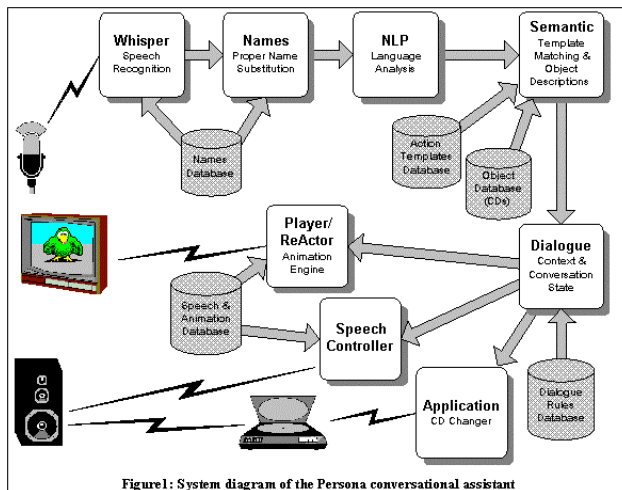 Whisper
Speech
Recognition
Names
Proper Name
Substitution
NLP
Language
Analysis
Semantic
Template
Matching &
Object
Descriptions
Names
Database
Action
Templates
Database
Object
Database
(CDs)
Player/
ReActor
Animation
Engine
Dialogue
Context &
Conversation
State
Speech &
Animation
Database
Speech
Controller
Application
CD Changer
Dialogue
Rules
Database
Figure1: System diagram of the Persona conversational assistant